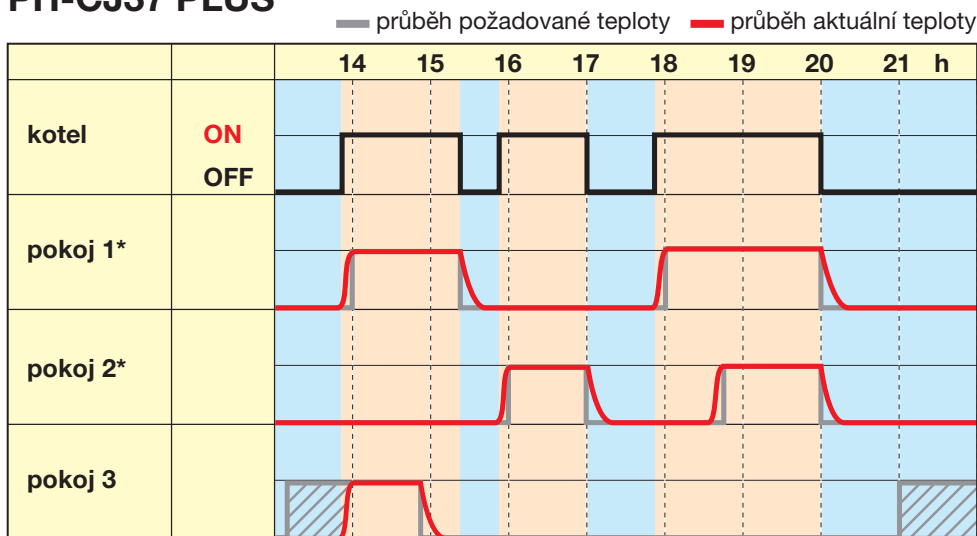 PH-CJ37 PLUS
průběh požadované teploty průběh aktuální teploty
14 15 16 17 18 19 20 21 h
kotel ON
OFF
pokoj 1*
pokoj 2*
pokoj 3